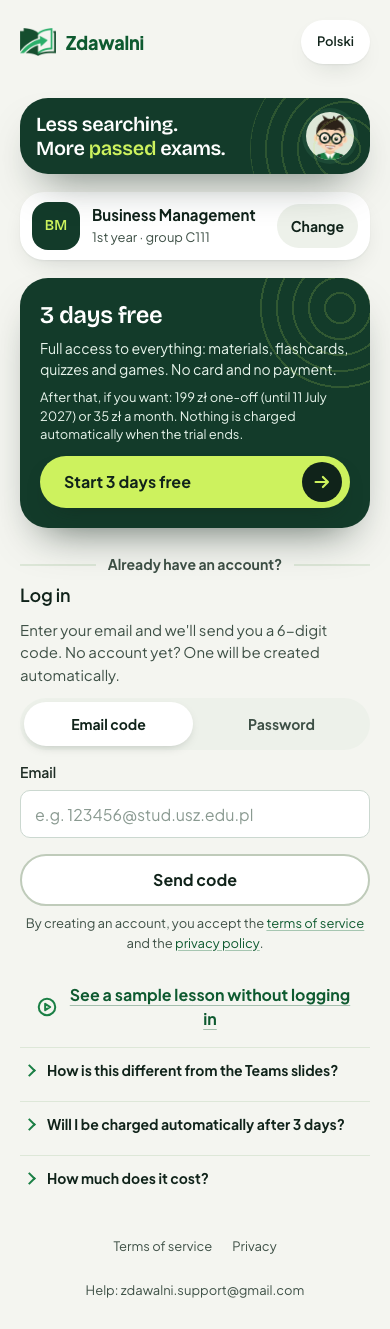 Zdawalni
Polski
Less searching.
More passed exams.
BM
Business Management
1st year · group C111
Change
3 days free
Full access to everything: materials, flashcards,
quizzes and games. No card and no payment.
After that, if you want: 199 zł one-off (until 11 July
2027) or 35 zł a month. Nothing is charged
automatically when the trial ends.
Start 3 days free
Already have an account?
Log in
Enter your email and we'll send you a 6–digit
code. No account yet? One will be created
automatically.
Email code
Password
Email
e.g. 123456@stud.usz.edu.pl
Send code
By creating an account, you accept the terms of service
and the privacy policy.
See a sample lesson without logging
in
How is this different from the Teams slides?
Will I be charged automatically after 3 days?
How much does it cost?
Terms of service
Privacy
Help: zdawalni.support@gmail.com